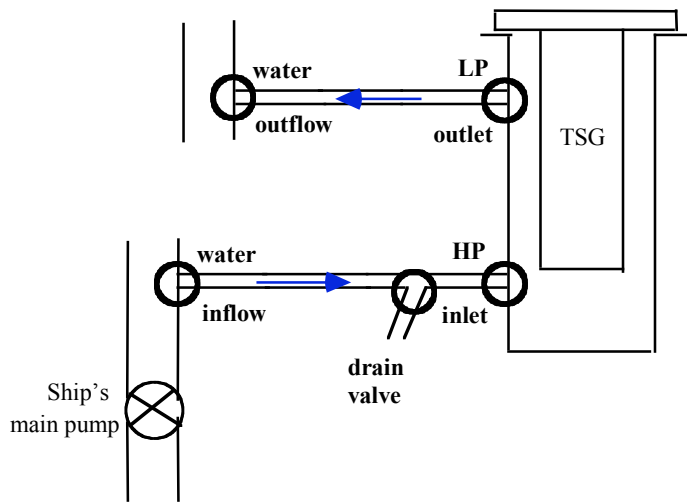 water
LP
outflow
outlet
TSG
water
HP
inflow
inlet
drain
valve
Ship's
main pump